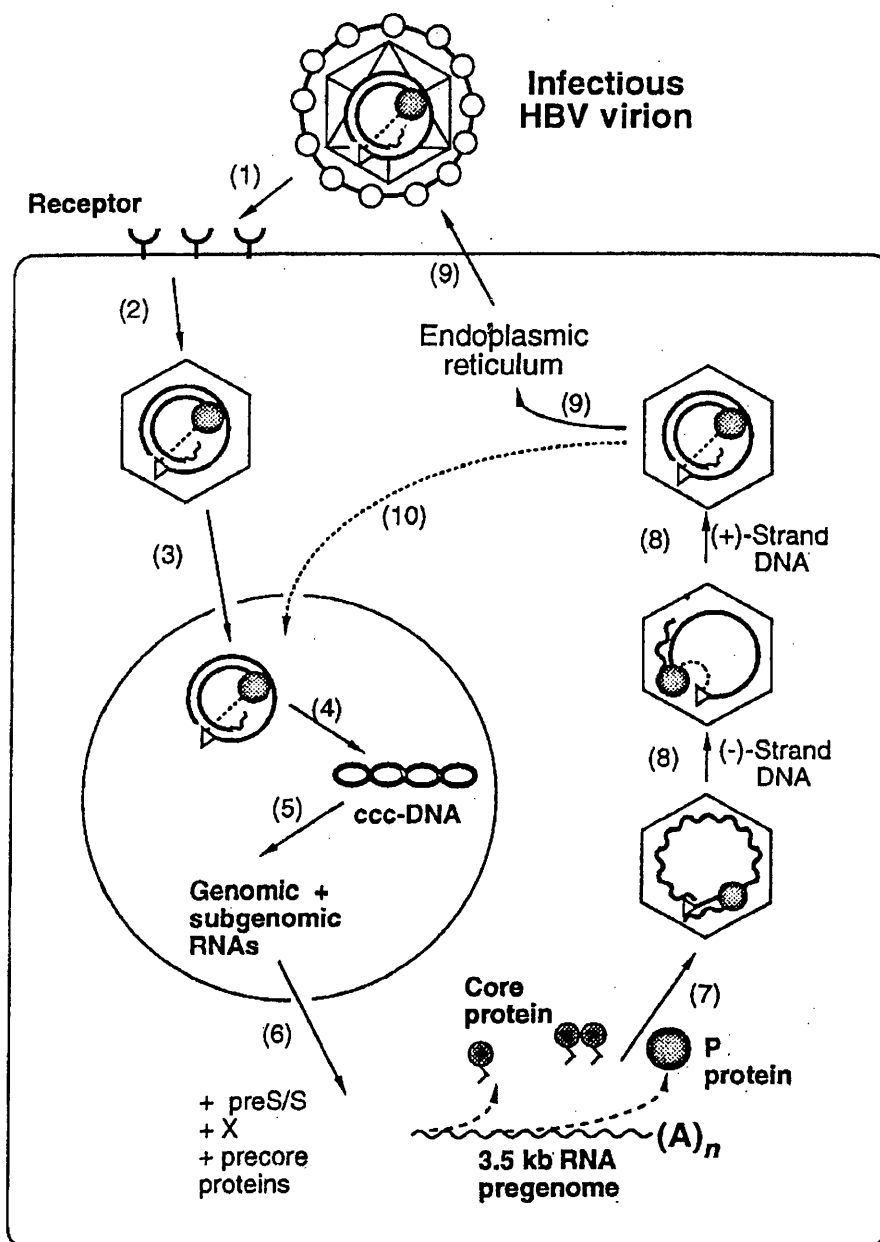 Infectious
HBV virion
(1)
Receptor
(2)
(9)
Endoplasmic
reticulum
(9)
(10)
(3)
(8)
(+)-Strand
DNA
(4)
ccc-DNA
(5)
(8)
(-)-Strand
DNA
Genomic +
subgenomic
RNAs
(6)
(7)
Core
protein
P
protein
+ preS/S
+ X
+ precore
proteins
(A)n
3.5 kb RNA
pregenome